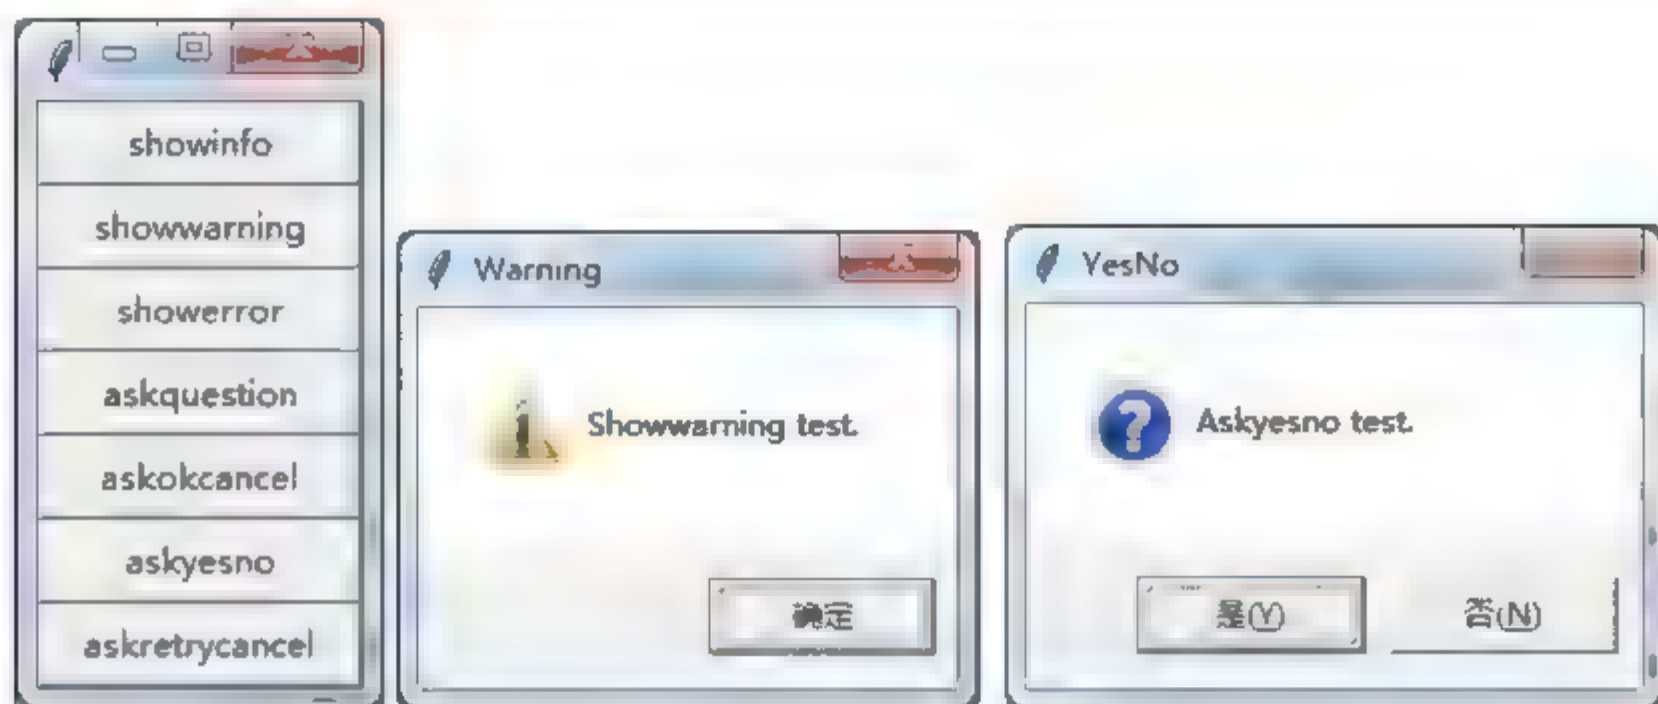 showinfo
showwarning
showerror
askquestion
askokcancel
askyesno
askretrycancel
Warning
Showwarning test.
确定
YesNo
Askyesno test.
是(Y)
否(N)